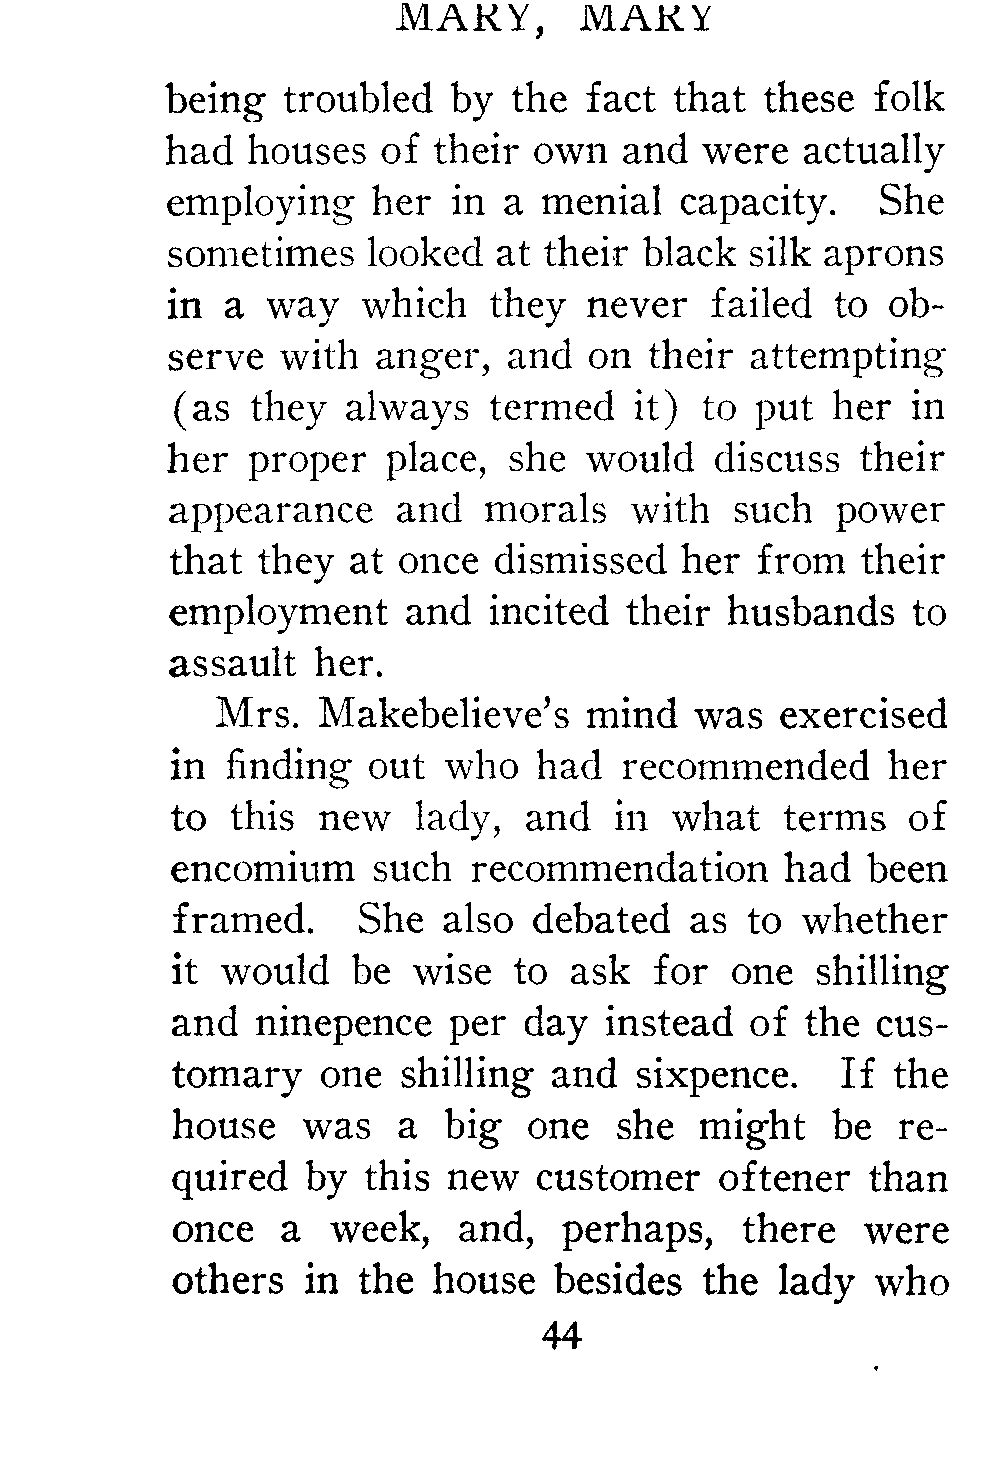 MARY, MARY
being troubled by the fact that these folk
had houses of their own and were actually
employing her in a menial capacity. She
sometimes looked at their black silk aprons
in a way which they never failed to ob-
serve with anger, and on their attempting
(as they always termed it) to put her in
her proper place, she would discuss their
appearance and morals with such power
that they at once dismissed her from their
employment and incited their husbands to
assault her.
Mrs. Makebelieve's mind was exercised
in finding out who had recommended her
to this new lady, and in what terms of
encomium such recommendation had been
framed. She also debated as to whether
it would be wise to ask for one shilling
and ninepence per day instead of the cus-
tomary one shilling and sixpence. If the
house was a big one she might be re-
quired by this new customer oftener than
once a week, and, perhaps, there were
others in the house besides the lady who
44